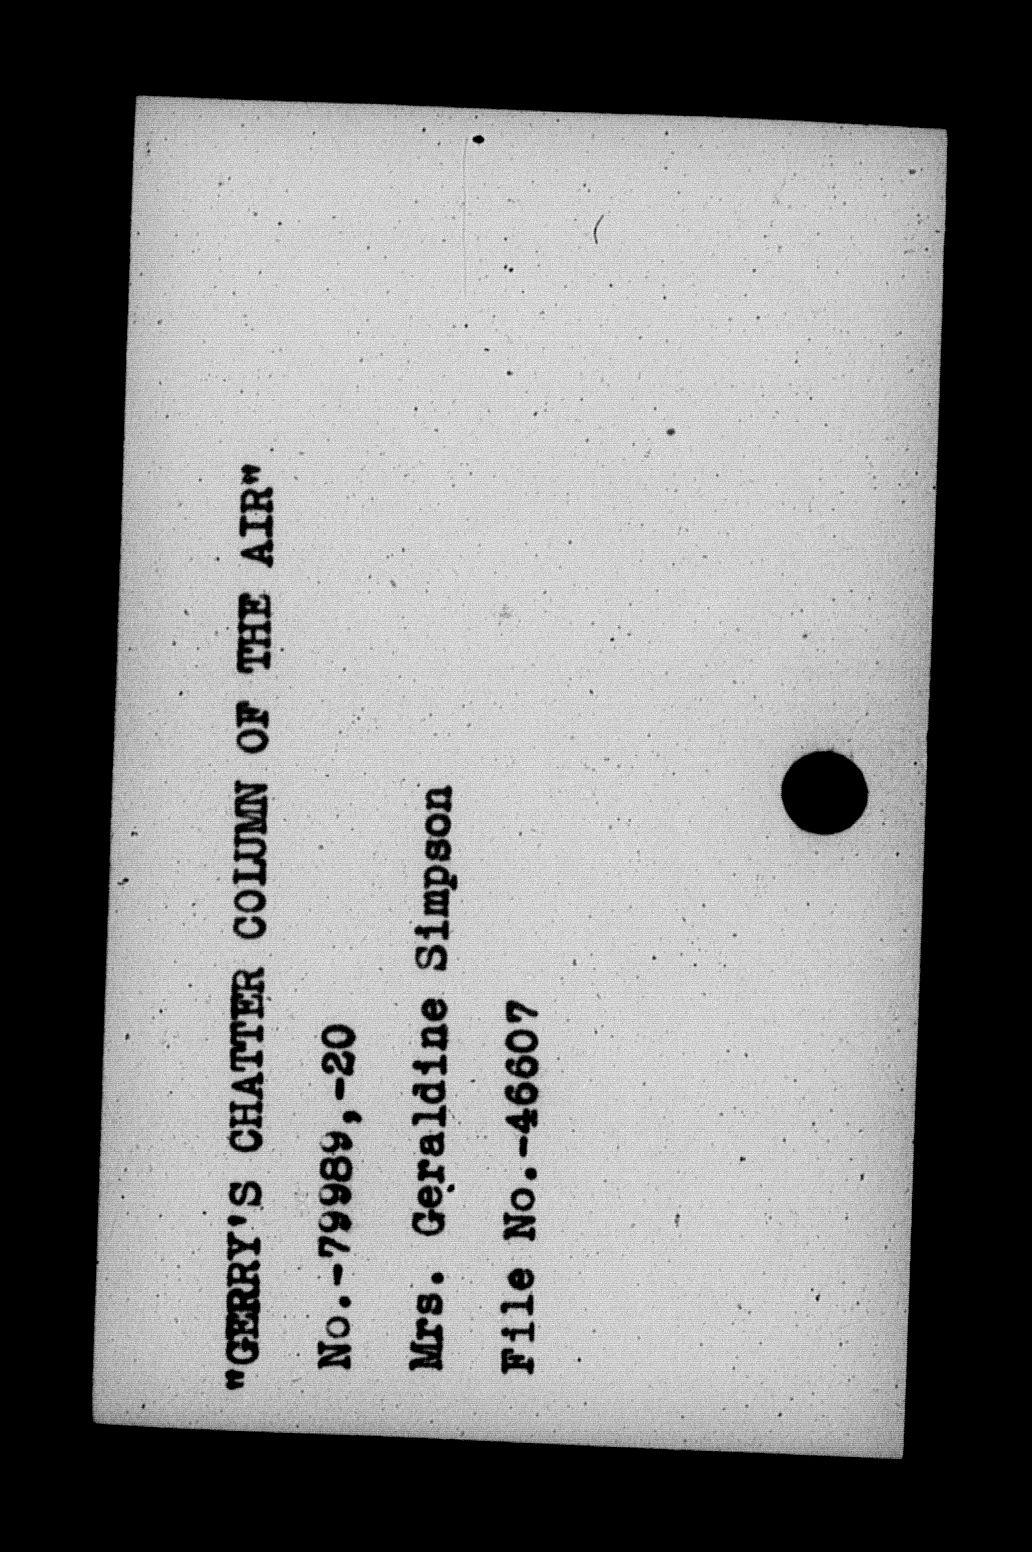 "GERRY'S CHATTER COLUMN OF THE AIR"
No.-79989,-20
Mrs. Geraldine Simpson
File No.-46607